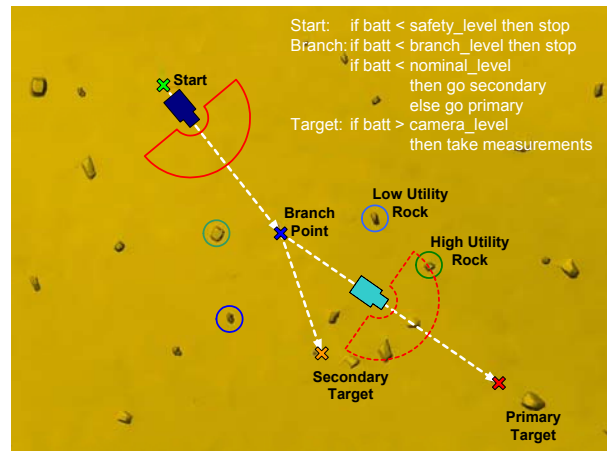 Start: if batt < safety_level then stop
Branch: if batt < branch_level then stop
if batt < nominal_level
then go secondary
else go primary
Target: if batt > camera_level
then take measurements
Start
Low Utility
Rock
Branch
Point
High Utility
Rock
Secondary
Target
Primary
Target